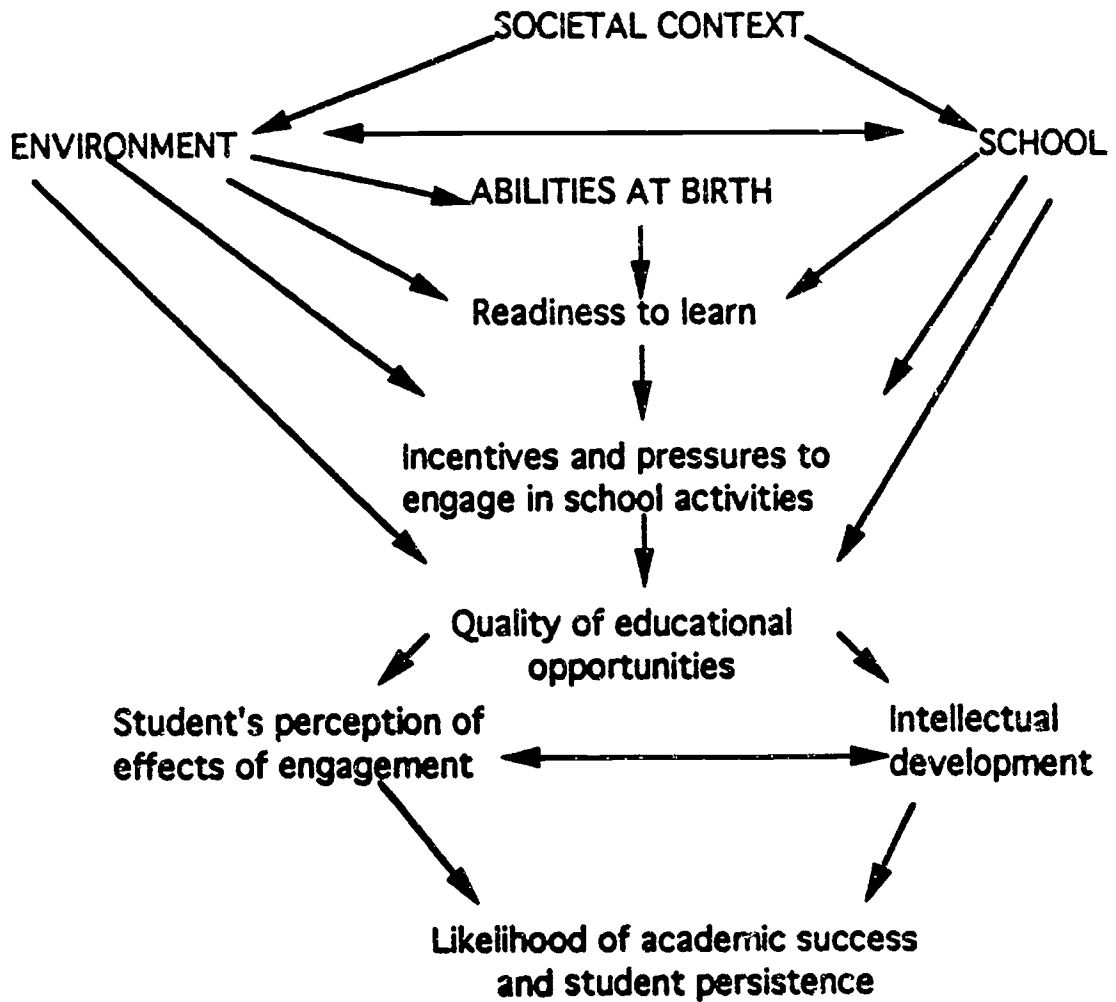 SOCIETAL CONTEXT
ENVIRONMENT
SCHOOL
ABILITIES AT BIRTH
Readiness to learn
Incentives and pressures to
engage in school activities
Quality of educational
opportunities
Student's perception of
effects of engagement
Intellectual
development
Likelihood of academic success
and student persistence